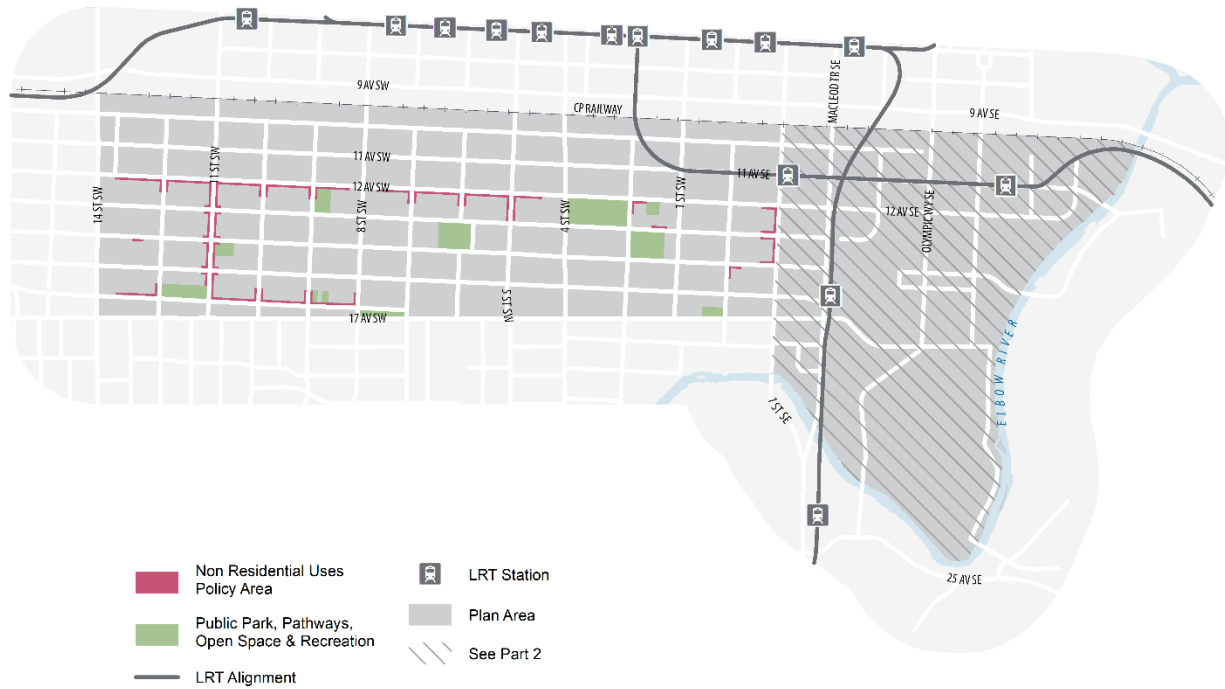 9 AV SW
CP RAILWAY
MACLEOD TR SE
9 AV SE
11 ST SW
11 AV SW
12 AV SW
14 ST SW
8 ST SW
4 ST SW
1 ST SW
11 AV SE
12 AV SE
OLYMPIC WY SE
5 ST SW
17 AV SW
ELBOW RIVER
1 ST SE
25 AV SE
Non Residential Uses
Policy Area
Public Park, Pathways,
Open Space & Recreation
LRT Alignment
LRT Station
Plan Area
See Part 2